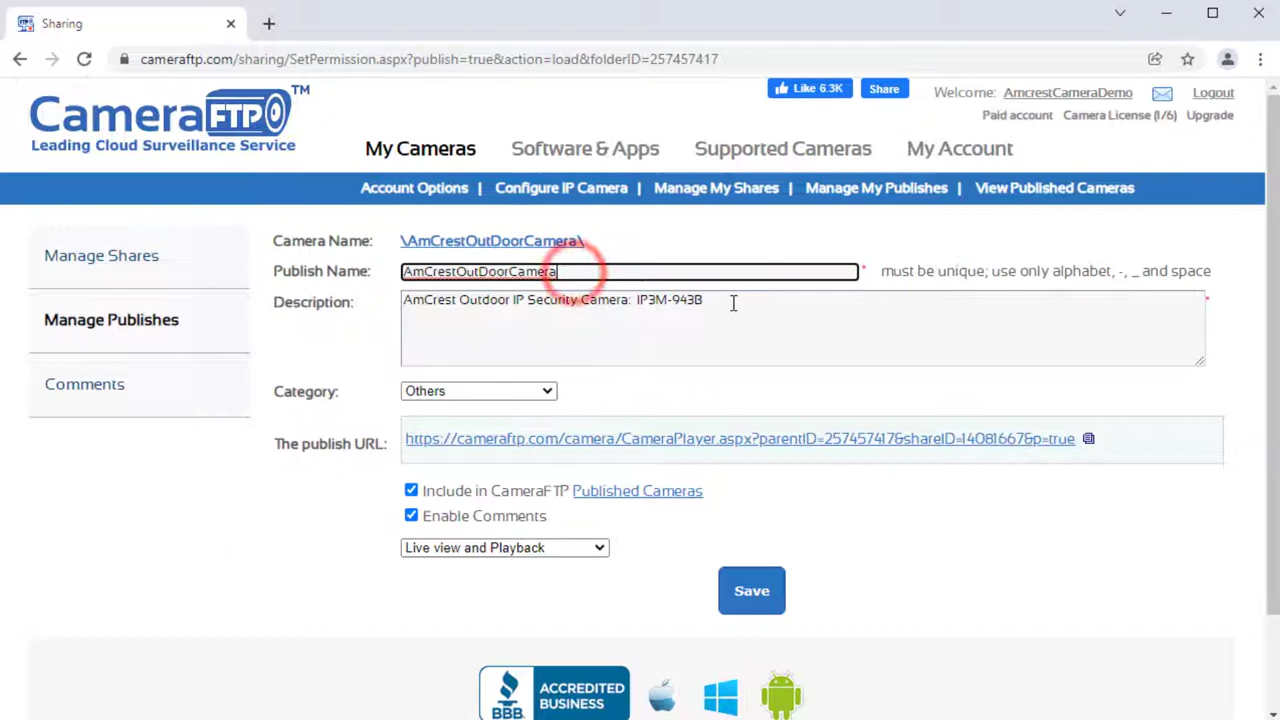 Sharing
cameraftp.com/sharing/SetPermission.aspx?publish=true&action=load&folderID=257457417
CameraFTP™
Leading Cloud Surveillance Service
Like 6.3K Share Welcome: AmcrestCameraDemo Logout
Paid account Camera License (1/6) Upgrade
My Cameras Software & Apps Supported Cameras My Account
Account Options | Configure IP Camera | Manage My Shares | Manage My Publishes | View Published Cameras
Manage Shares
Manage Publishes
Comments
Camera Name: \AmCrestOutDoorCamera\
Publish Name: AmCrestOutDoorCamera * must be unique; use only alphabet, -, _ and space
Description: AmCrest Outdoor IP Security Camera: IP3M-943B *
Category: Others
The publish URL: https://cameraftp.com/camera/CameraPlayer.aspx?parentID=257457417&shareID=14081667&p=true
Include in CameraFTP Published Cameras
Enable Comments
Live view and Playback
Save
BBB. ACCREDITED BUSINESS